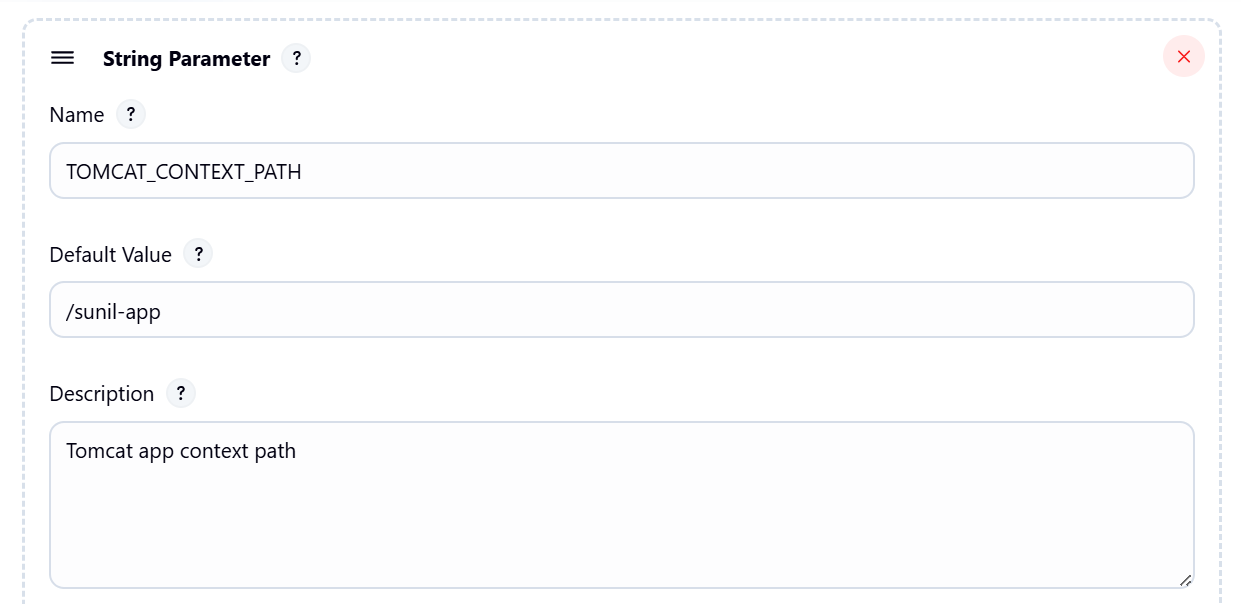 String Parameter ?
Name ?
TOMCAT_CONTEXT_PATH
Default Value ?
/sunil-app
Description ?
Tomcat app context path